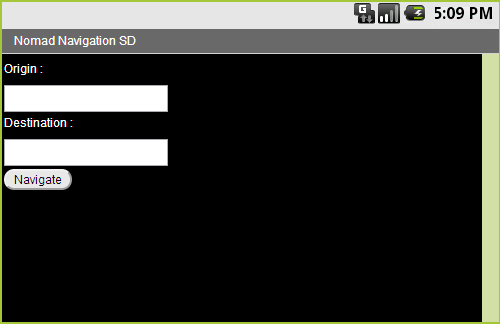 5:09 PM
Nomad Navigation SD
Origin :
Destination :
Navigate